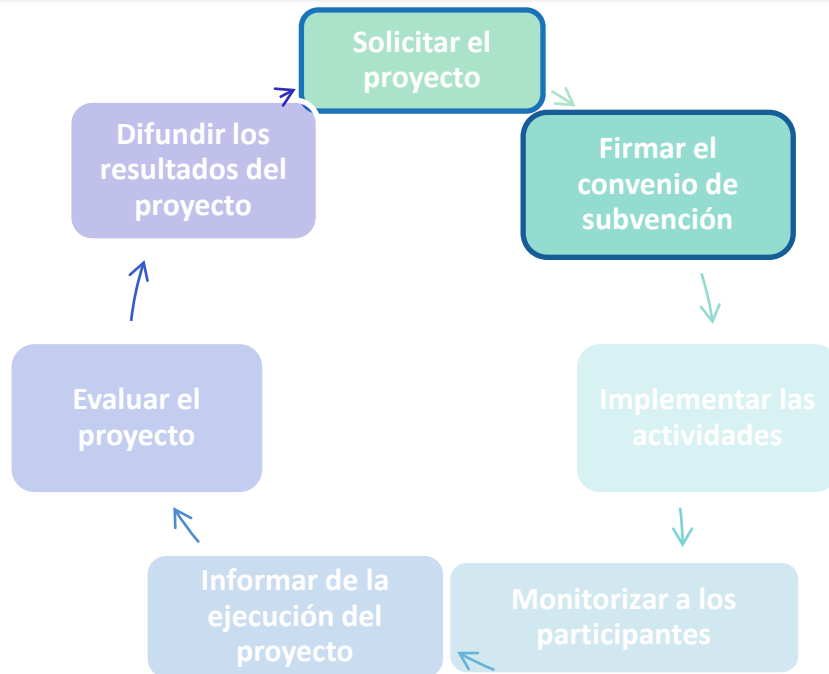 Solicitar el
proyecto
Firmar el
convenio de
subvención
Implementar las
actividades
Monitorizar a los
participantes
Informar de la
ejecución del
proyecto
Evaluar el
proyecto
Difundir los
resultados del
proyecto